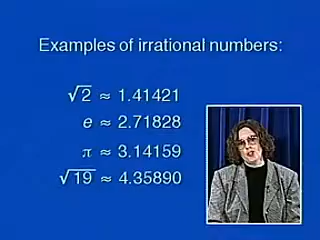 Examples of irrational numbers:
√2 ≈ 1.41421
e ≈ 2.71828
π ≈ 3.14159
√19 ≈ 4.35890